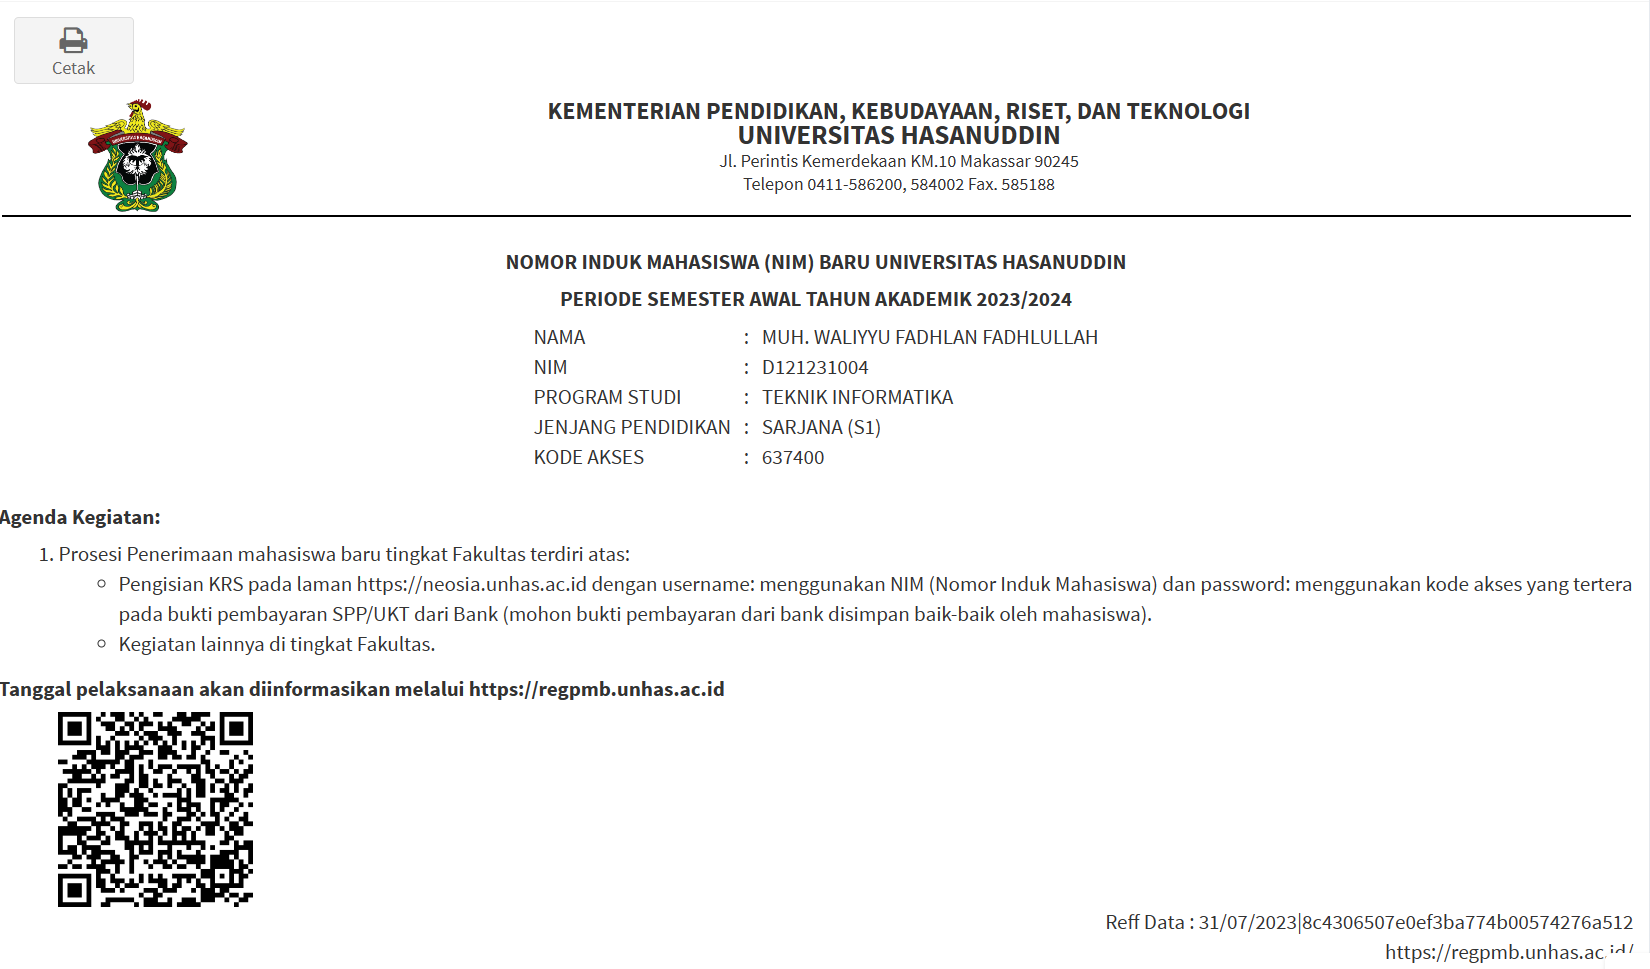 Cetak
KEMENTERIAN PENDIDIKAN, KEBUDAYAAN, RISET, DAN TEKNOLOGI
UNIVERSITAS HASANUDDIN
Jl. Perintis Kemerdekaan KM.10 Makassar 90245
Telepon 0411-586200, 584002 Fax. 585188
UNIVERSITAS HASANUDDIN
NOMOR INDUK MAHASISWA (NIM) BARU UNIVERSITAS HASANUDDIN
PERIODE SEMESTER AWAL TAHUN AKADEMIK 2023/2024
NAMA : MUH. WALIYYU FADHLAN FADHLULLAH
NIM : D121231004
PROGRAM STUDI : TEKNIK INFORMATIKA
JENJANG PENDIDIKAN : SARJANA (S1)
KODE AKSES : 637400
Agenda Kegiatan:
1. Prosesi Penerimaan mahasiswa baru tingkat Fakultas terdiri atas:
○ Pengisian KRS pada laman https://neosia.unhas.ac.id dengan username: menggunakan NIM (Nomor Induk Mahasiswa) dan password: menggunakan kode akses yang tertera
pada bukti pembayaran SPP/UKT dari Bank (mohon bukti pembayaran dari bank disimpan baik-baik oleh mahasiswa).
○ Kegiatan lainnya di tingkat Fakultas.
Tanggal pelaksanaan akan diinformasikan melalui https://regpmb.unhas.ac.id
Reff Data : 31/07/2023|8c4306507e0ef3ba774b00574276a512
https://regpmb.unhas.ac.id/